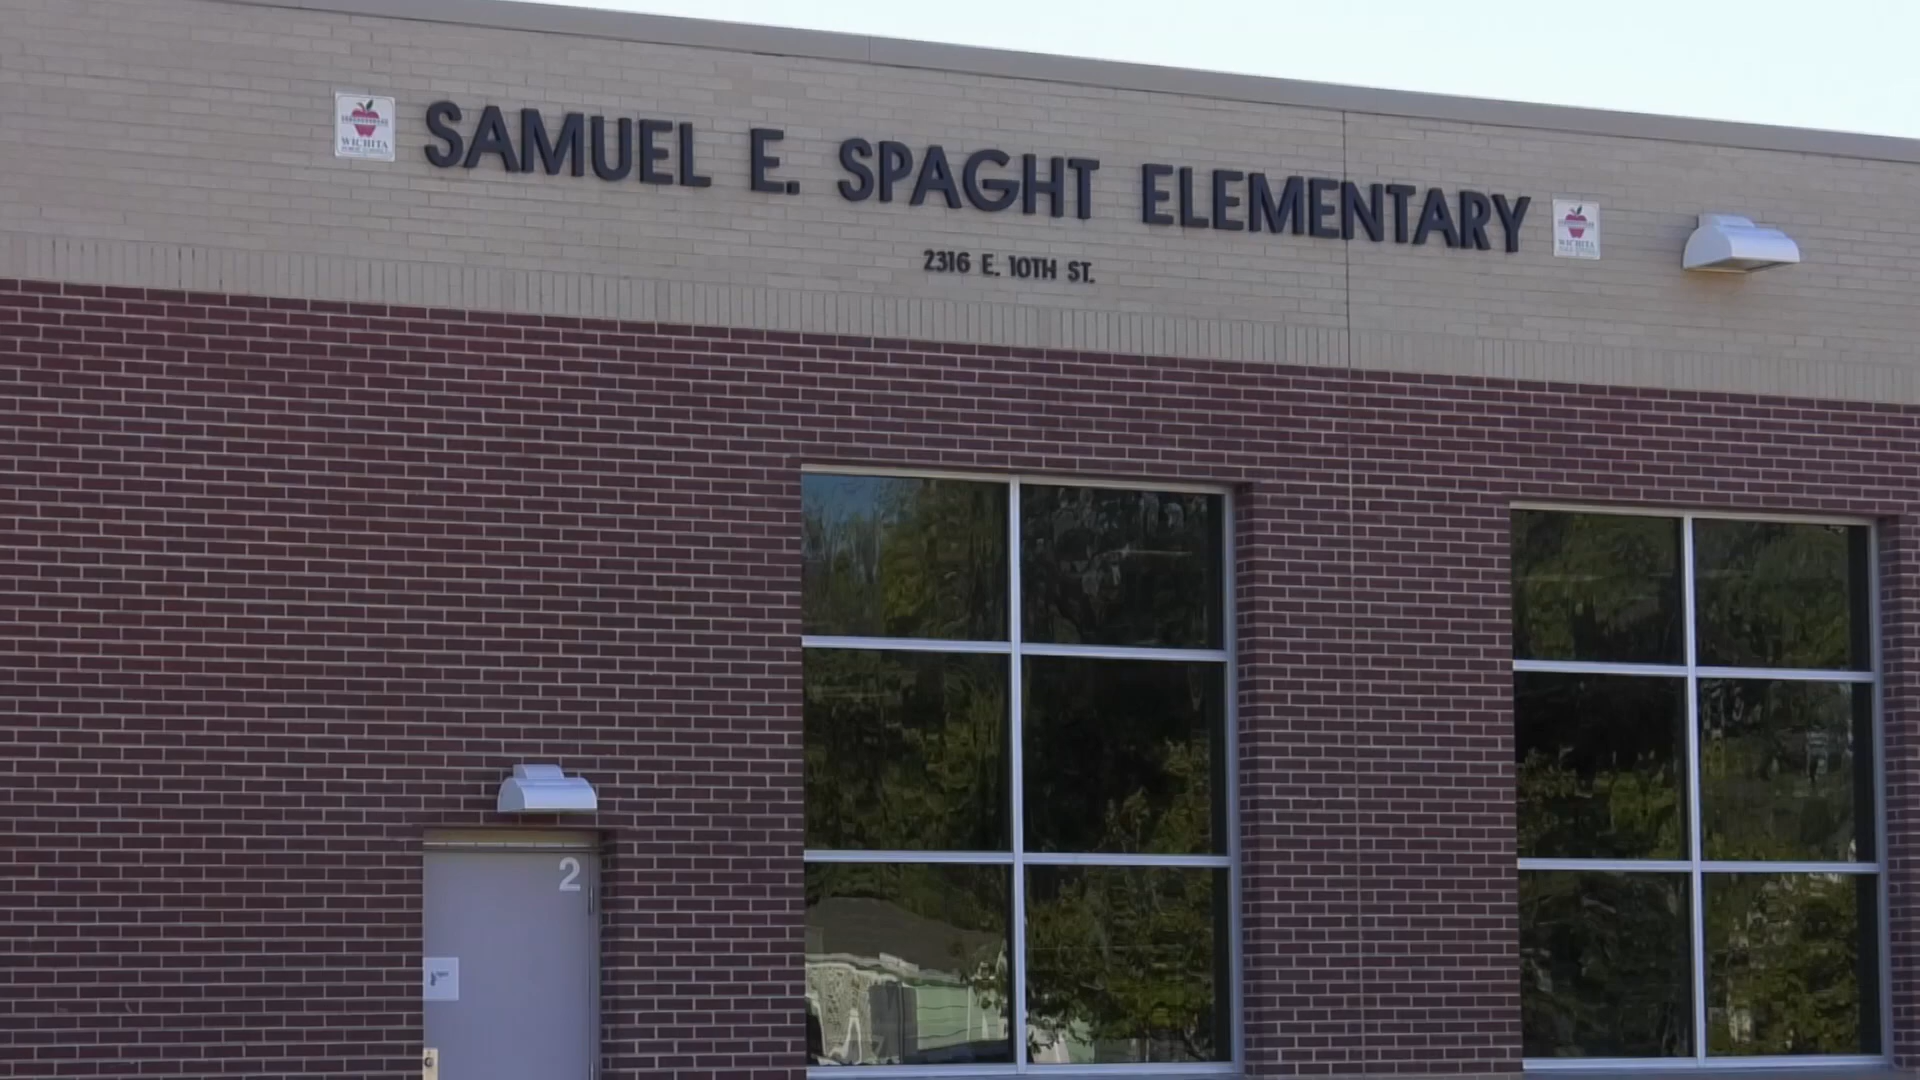 SAMUEL E. SPAGHT ELEMENTARY
2316 E. 10TH ST.
WICHITA
WICHITA
2